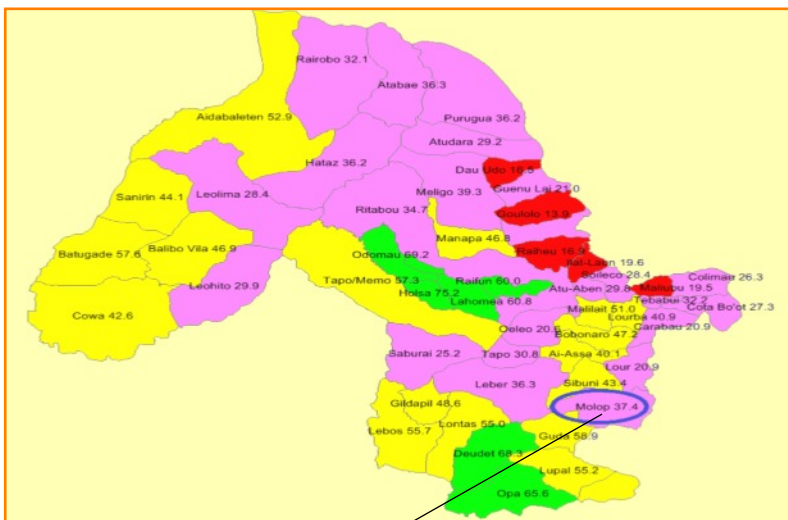 Rairobo 32.1
Atabae 36.3
Aidabaleten 52.9
Purugua 36.2
Atudara 29.2
Hataz 36.2
Dau Udo 16.5
Guenu Lai 21.0
Leolima 28.4
Meligo 39.3
Sanirin 44.1
Ritabou 34.7
Goulolo 13.9
Manapa 46.8
Balibo Vila 46.9
Batugade 57.6
Odomau 69.2
Raiheu 16.9
Ilat-Laun 19.6
Soileco 28.4
Colimau 26.3
Tapo/Memo 57.3
Raifun 60.0
Leohito 29.9
Holsa 75.2
Atu-Aben 29.8
Maliubu 19.5
Lahomea 60.8
Tebabui 32.2
Cota Bo'ot 27.3
Malilait 51.0
Cowa 42.6
Lourba 40.9
Oeleo 20.6
Carabau 20.9
Bobonaro 47.2
Saburai 25.2
Tapo 30.8
Ai-Assa 40.1
Lour 20.9
Leber 36.3
Sibuni 43.4
Gildapil 48.6
Molop 37.4
Lontas 55.0
Lebos 55.7
Guda 58.9
Deudet 68.3
Lupal 55.2
Opa 65.6